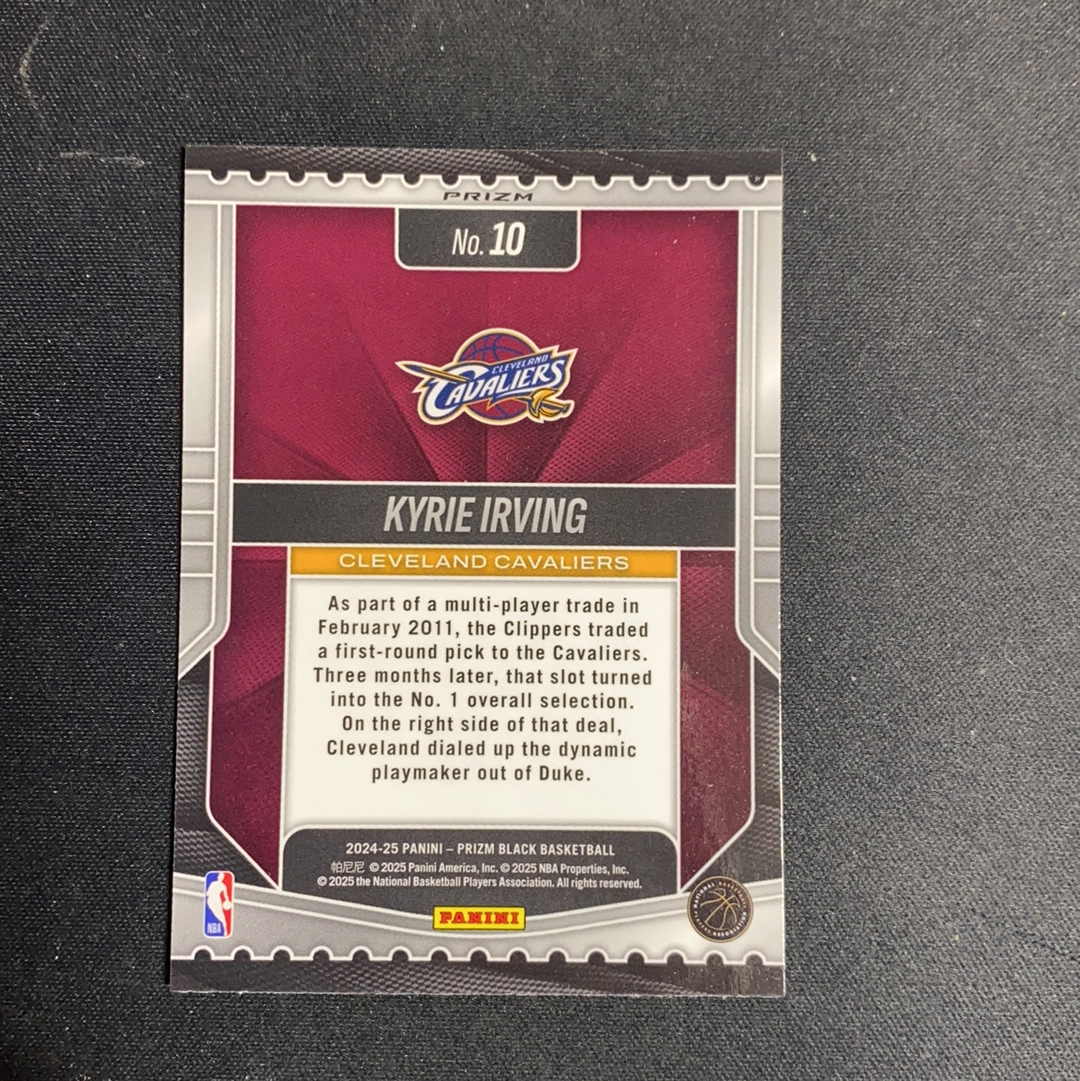 PRIZM
No. 10
CLEVELAND
CAVALIERS
KYRIE IRVING
CLEVELAND CAVALIERS
As part of a multi-player trade in
February 2011, the Clippers traded
a first-round pick to the Cavaliers.
Three months later, that slot turned
into the No. 1 overall selection.
On the right side of that deal,
Cleveland dialed up the dynamic
playmaker out of Duke.
2024-25 PANINI – PRIZM BLACK BASKETBALL
帕尼尼 © 2025 Panini America, Inc. © 2025 NBA Properties, Inc.
© 2025 the National Basketball Players Association. All rights reserved.
NBA
PANINI
NATIONAL BASKETBALL
PLAYERS ASSOCIATION